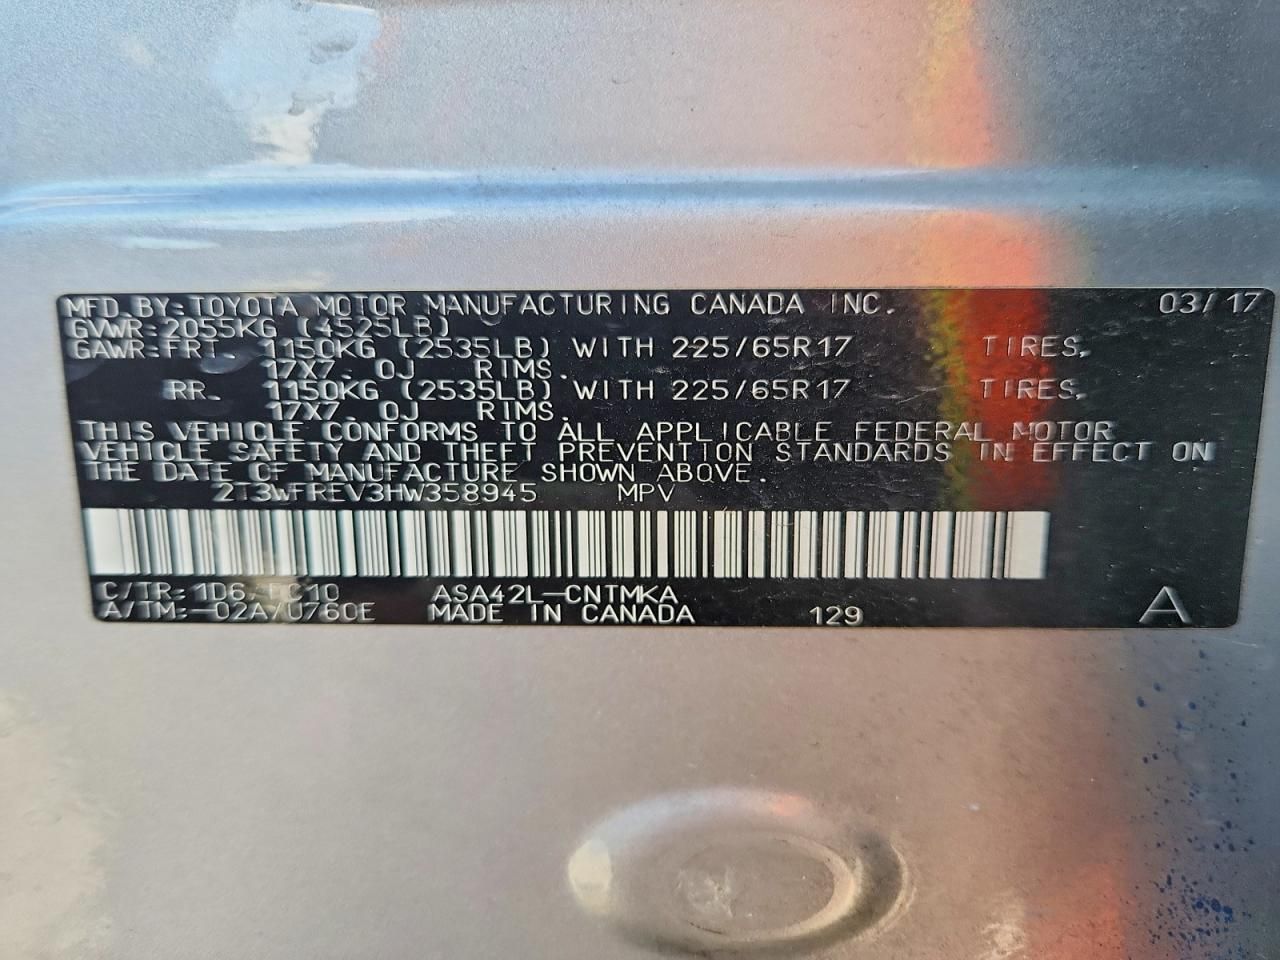 MFD.BY:TOYOTA MOTOR MANUFACTURING CANADA INC. 03/17
GVWR:2055KG (4525LB)
GAWR:FRT. 1150KG (2535LB) WITH 225/65R17 TIRES,
17X7. 0J RIMS.
RR. 1150KG (2535LB) WITH 225/65R17 TIRES,
17X7. 0J RIMS.
THIS VEHICLE CONFORMS TO ALL APPLICABLE FEDERAL MOTOR
VEHICLE SAFETY AND THEFT PREVENTION STANDARDS IN EFFECT ON
THE DATE OF MANUFACTURE SHOWN ABOVE.
2T3WFREV3HW358945 MPV
C/TR: 1D6/FC10 ASA42L-CNTMKA
A/TM:-02A/U760E MADE IN CANADA 129 A